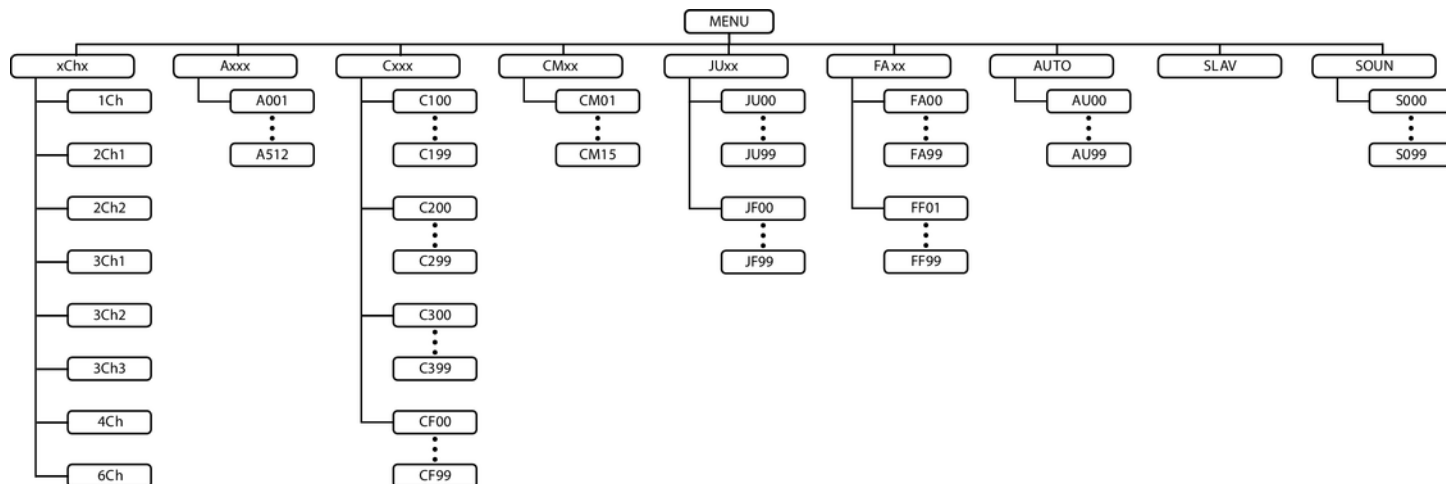 MENU
xChx Axxx Cxxx CMxx JUxx FAxx AUTO SLAV SOUN
1Ch A001 C100 CM01 JU00 FA00 AU00 S000
2Ch1 A512 C199 CM15 JU99 FA99 AU99 S099
2Ch2 C200 JF00 FF01
3Ch1 C299 JF99 FF99
3Ch2 C300
3Ch3 C399
4Ch CF00
6Ch CF99